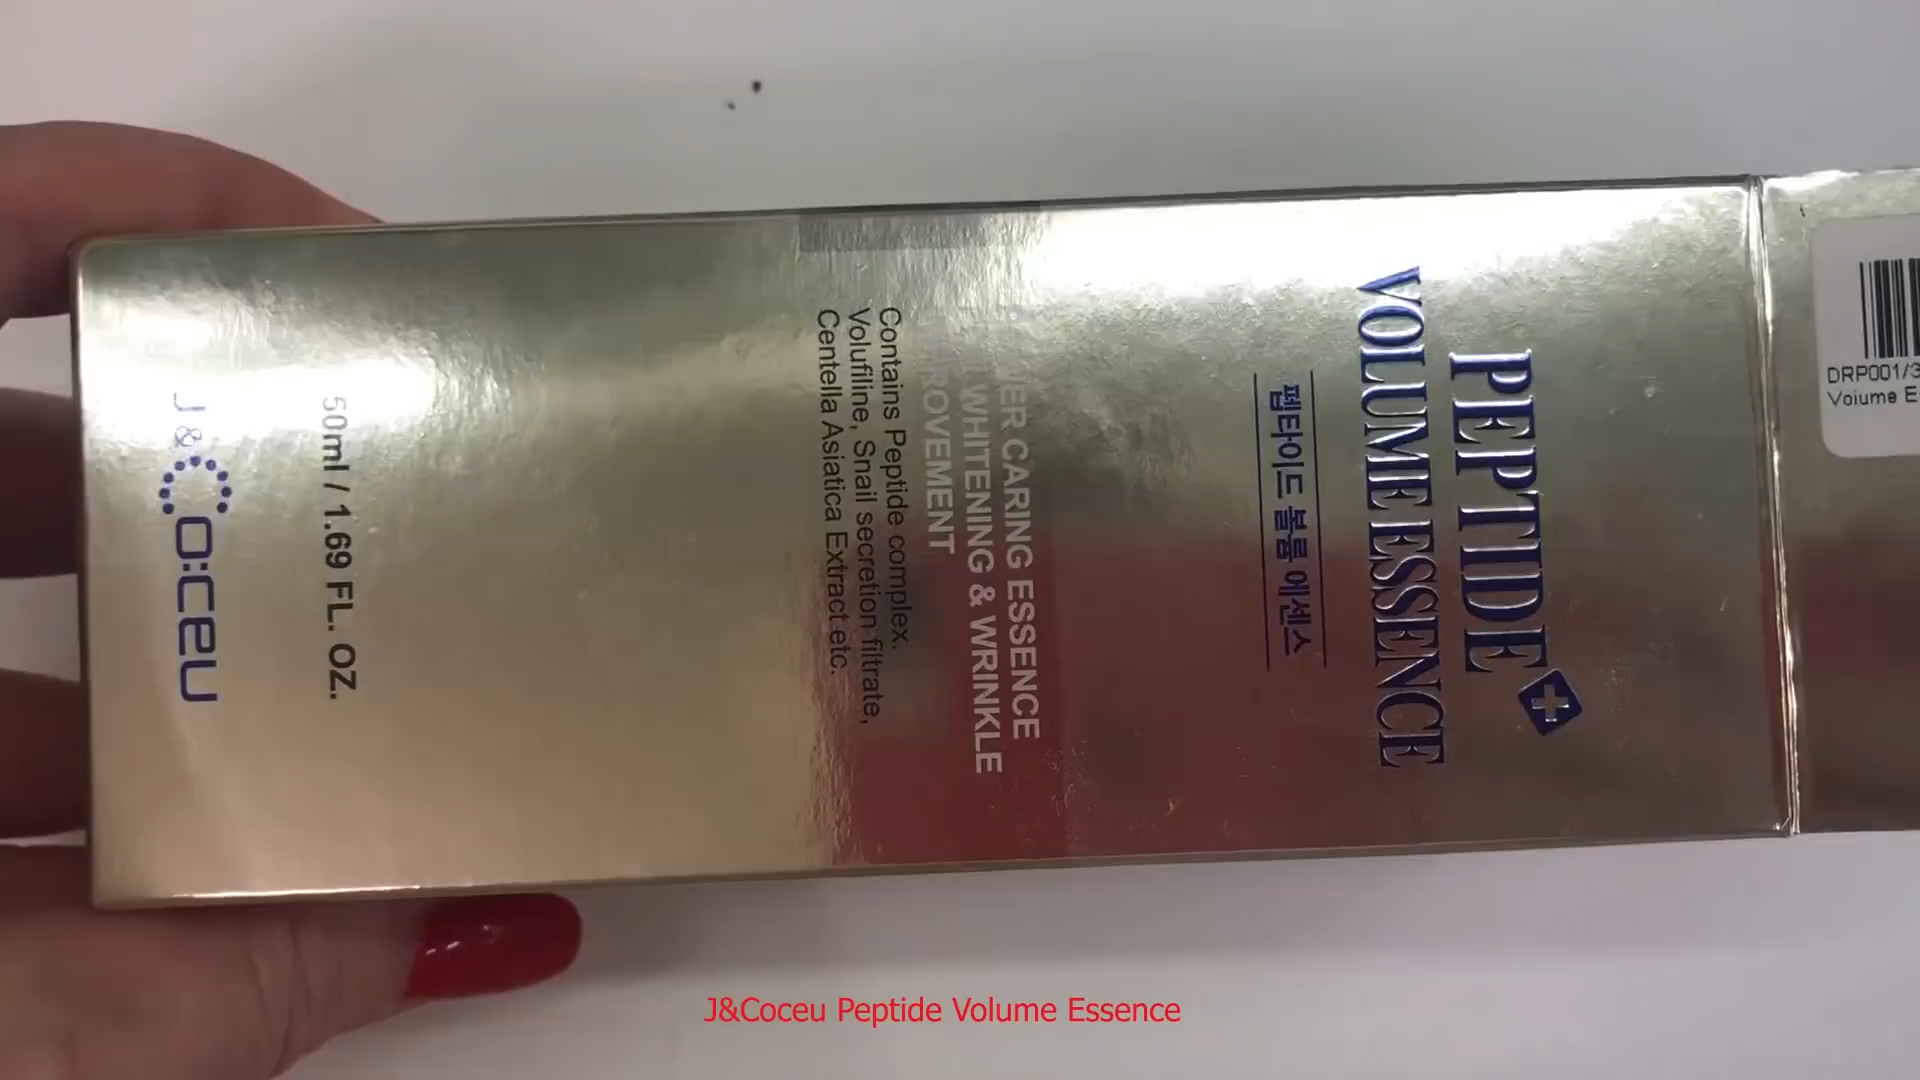 PEPTIDE
VOLUME ESSENCE
펩타이드 볼륨 에센스
CARING ESSENCE
WHITENING & WRINKLE
Contains Peptide complex.
Volufiline, Snail secretion filtrate,
Centella Asiatica Extract etc.
50ml / 1.69 FL. OZ.
J&Co:ceu
DRP001/3
Volume E
J&Coceu Peptide Volume Essence